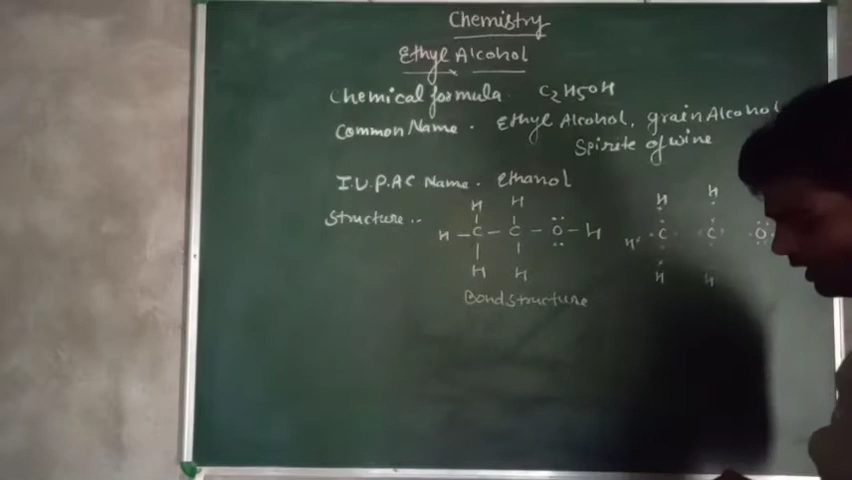 Chemistry
Ethyl Alcohol
Chemical formula. C2H5OH
Common Name. Ethyl Alcohol, grain Alcohol
Spirite of wine
I.U.P.AC Name. Ethanol
Structure..
H H H H
H - C - C - O - H H C C O
H H H H
Bond structure